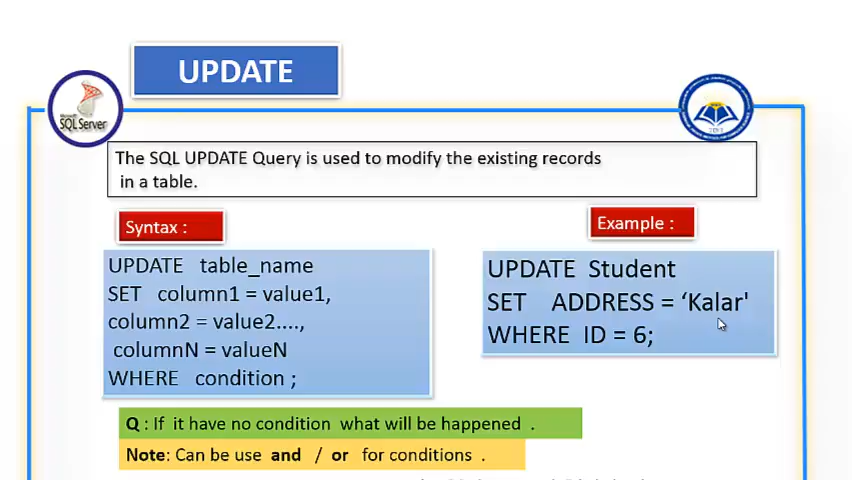 UPDATE
Microsoft
SQL Server
The SQL UPDATE Query is used to modify the existing records
in a table.
Syntax :
UPDATE table_name
SET column1 = value1,
column2 = value2....,
columnN = valueN
WHERE condition ;
Example :
UPDATE Student
SET ADDRESS = ‘Kalar'
WHERE ID = 6;
Q : If it have no condition what will be happened .
Note: Can be use and / or for conditions .